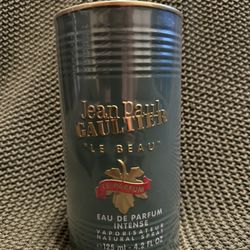 Jean Paul
GAULTIER
"LE BEAU"
LE PARFUM
EAU DE PARFUM
INTENSE
VAPORISATEUR
NATURAL SPRAY
℮125 ml - 4.2 FL.OZ